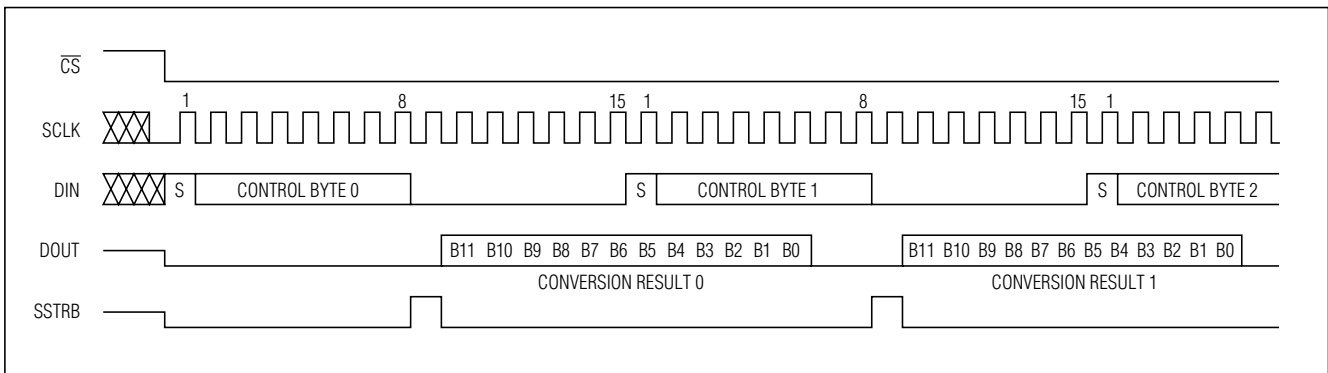 CS
1 8 15 1 8 15 1
SCLK
DIN S CONTROL BYTE 0 S CONTROL BYTE 1 S CONTROL BYTE 2
DOUT B11 B10 B9 B8 B7 B6 B5 B4 B3 B2 B1 B0 B11 B10 B9 B8 B7 B6 B5 B4 B3 B2 B1 B0
CONVERSION RESULT 0 CONVERSION RESULT 1
SSTRB